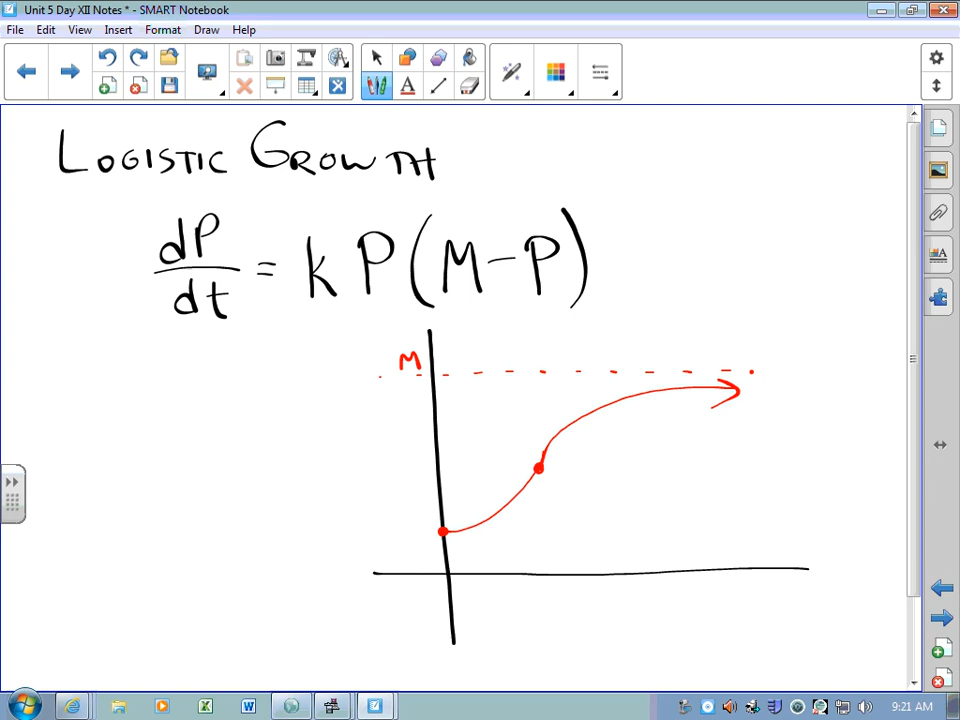 Unit 5 Day XII Notes * - SMART Notebook
File Edit View Insert Format Draw Help
LOGISTIC GROWTH
dP/dt = kP(M-P)
M
9:21 AM